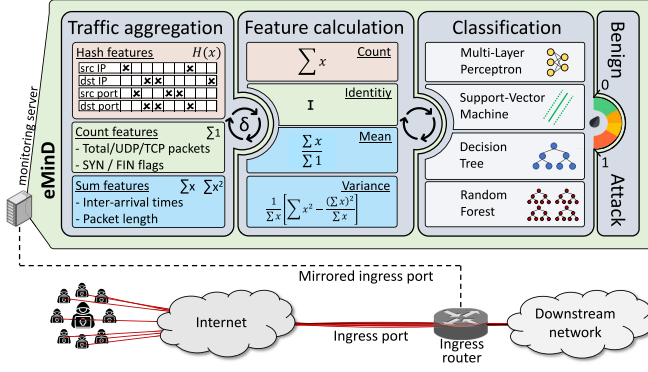 monitoring server
eMinD
Traffic aggregation
Hash features H(x)
src IP
dst IP
src port
dst port
Count features ∑1
- Total/UDP/TCP packets
- SYN / FIN flags
Sum features ∑x ∑x²
- Inter-arrival times
- Packet length
δ
Feature calculation
Count
∑ x
Identitiy
I
Mean
∑ x
∑ 1
Variance
1/∑ x [∑ x² − (∑ x)²/∑ x]
Classification
Multi-Layer
Perceptron
Support-Vector
Machine
Decision
Tree
Random
Forest
Benign
0
1
Attack
Mirrored ingress port
Internet
Ingress port
Ingress
router
Downstream
network